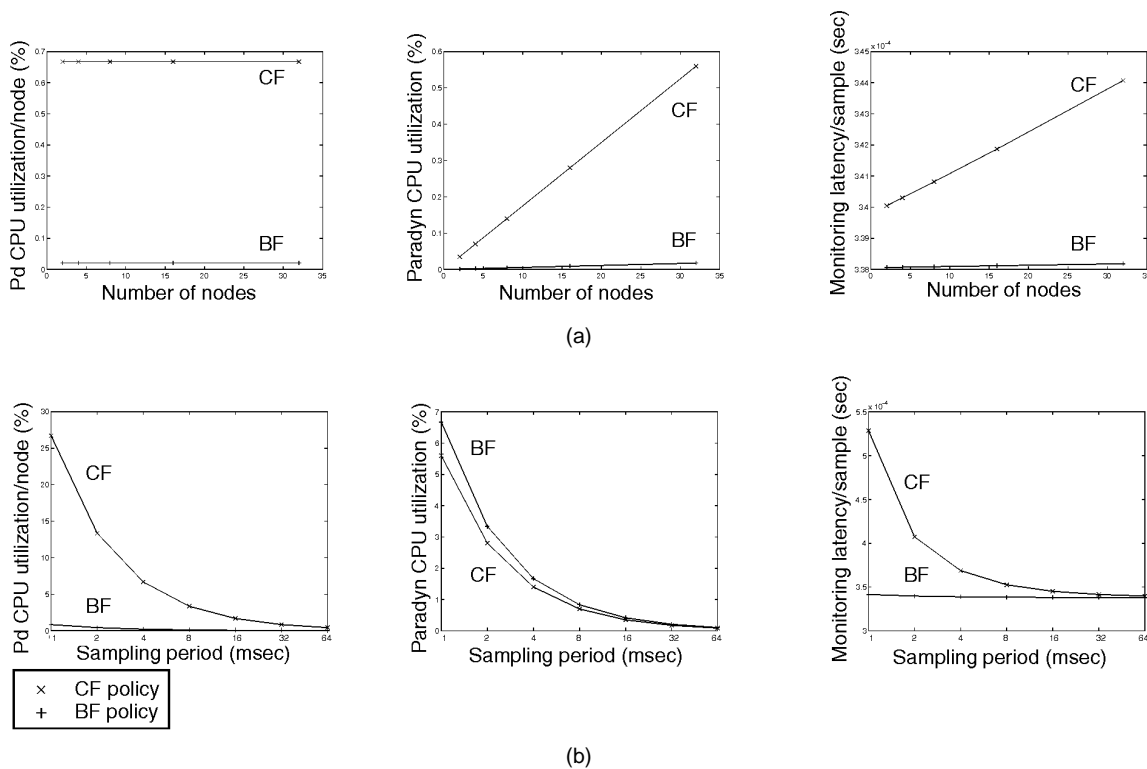 Pd CPU utilization/node (%)
0.7
0.6
0.5
0.4
0.3
0.2
0.1
0
CF
BF
0 5 10 15 20 25 30 35
Number of nodes
Paradyn CPU utilization (%)
0.6
0.5
0.4
0.3
0.2
0.1
0
CF
BF
0 5 10 15 20 25 30 35
Number of nodes
Monitoring latency/sample (sec)
x 10⁻⁴
3.45
3.44
3.43
3.42
3.41
3.4
3.39
3.38
CF
BF
0 5 10 15 20 25 30 35
Number of nodes
(a)
Pd CPU utilization/node (%)
30
25
20
15
10
5
0
CF
BF
1 2 4 8 16 32 64
Sampling period (msec)
Paradyn CPU utilization (%)
7
6
5
4
3
2
1
0
BF
CF
1 2 4 8 16 32 64
Sampling period (msec)
Monitoring latency/sample (sec)
x 10⁻⁴
5.5
5
4.5
4
3.5
3
CF
BF
1 2 4 8 16 32 64
Sampling period (msec)
× CF policy
+ BF policy
(b)